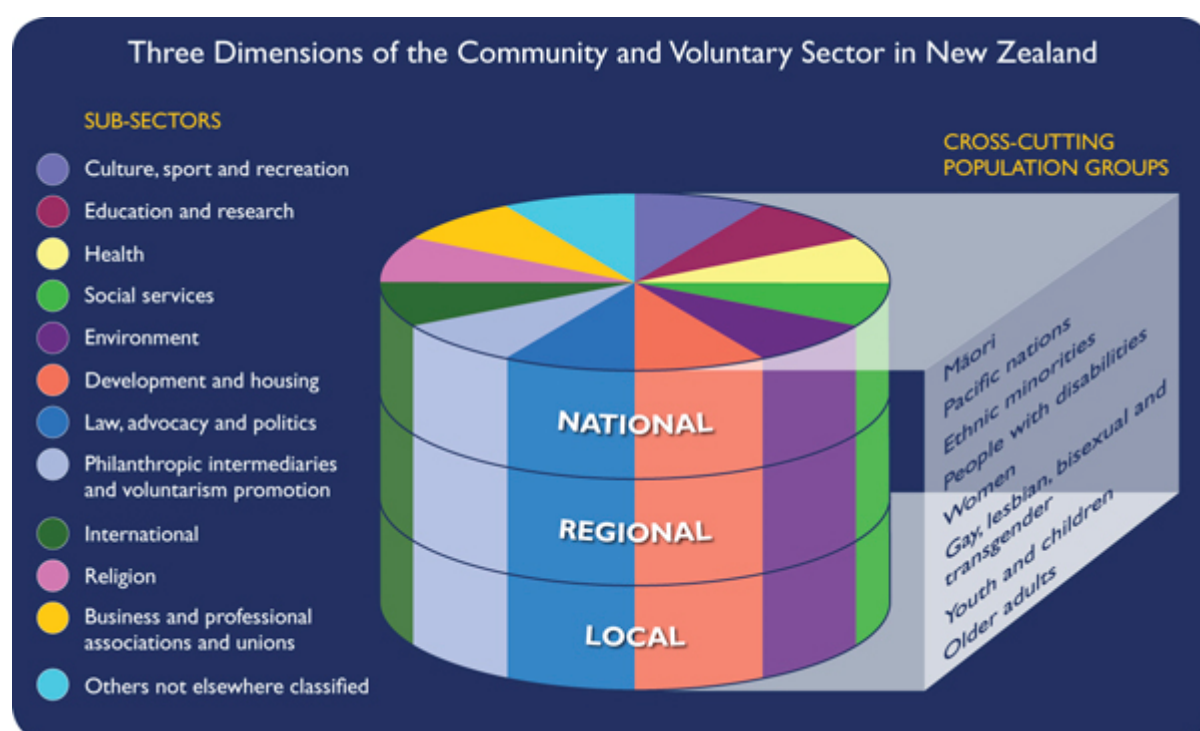 Three Dimensions of the Community and Voluntary Sector in New Zealand
SUB-SECTORS
Culture, sport and recreation
Education and research
Health
Social services
Environment
Development and housing
Law, advocacy and politics
Philanthropic intermediaries
and voluntarism promotion
International
Religion
Business and professional
associations and unions
Others not elsewhere classified
NATIONAL
REGIONAL
LOCAL
CROSS-CUTTING
POPULATION GROUPS
Māori
Pacific nations
Ethnic minorities
People with disabilities
Women
Gay, lesbian, bisexual and
transgender
Youth and children
Older adults